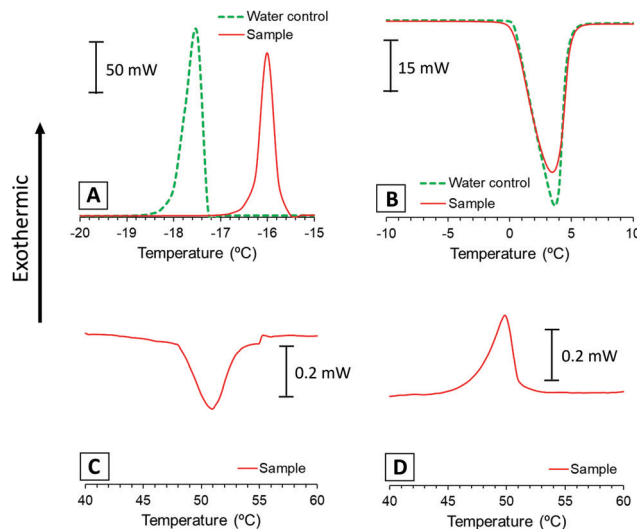 Water control
Sample
50 mW
A
-20 -19 -18 -17 -16 -15
Temperature (ºC)
15 mW
Water control
Sample
B
-10 -5 0 5 10
Temperature (ºC)
Exothermic
0.2 mW
C
Sample
40 45 50 55 60
Temperature (ºC)
0.2 mW
D
Sample
40 45 50 55 60
Temperature (ºC)